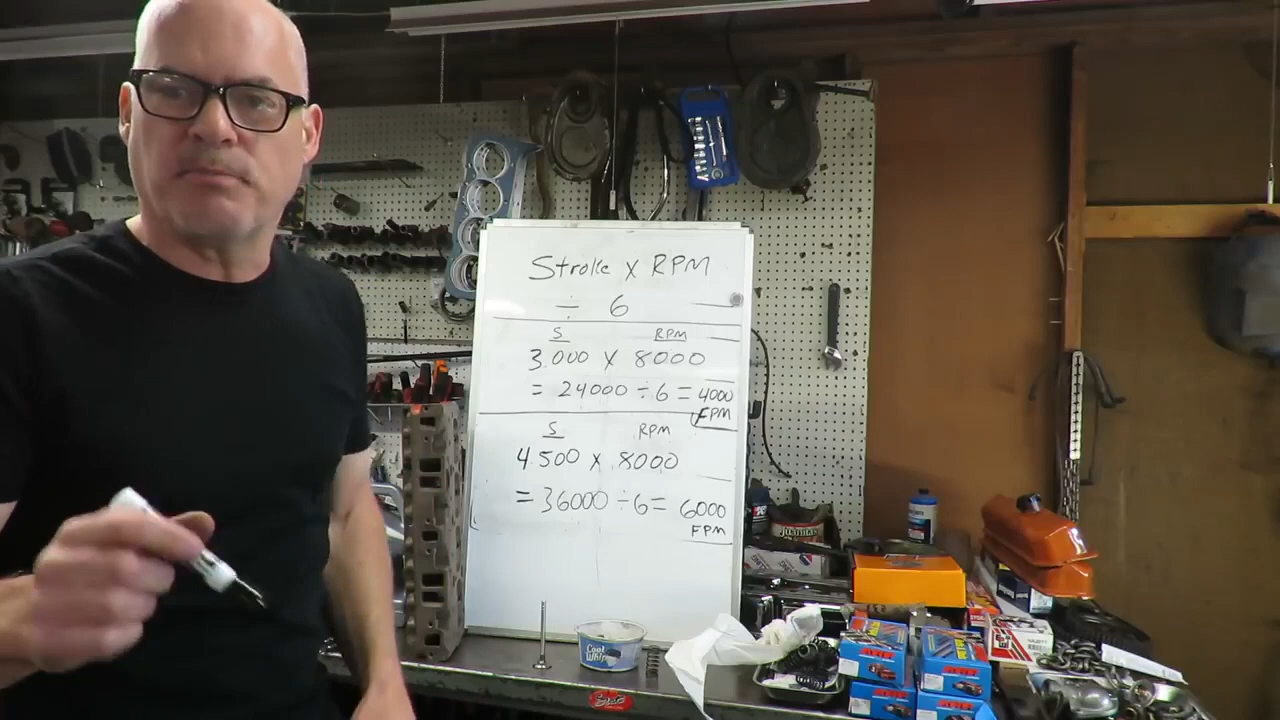 Stroke x RPM
÷ 6
S RPM
3.000 x 8000
= 24000 ÷ 6 = 4000
FPM
S RPM
4.500 x 8000
= 36000 ÷ 6 = 6000
FPM
Cool
Whip